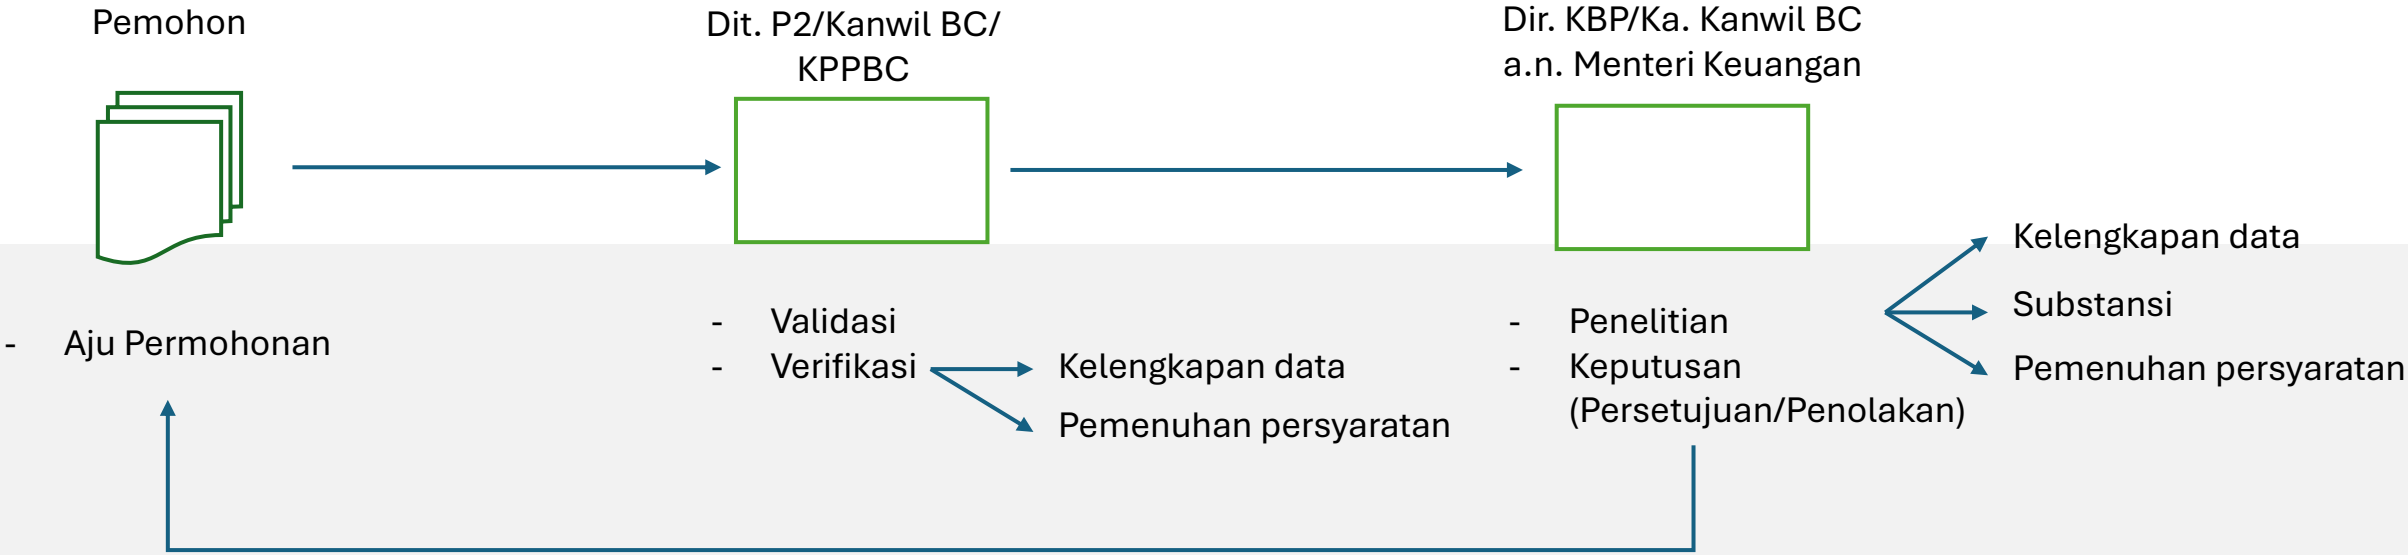 Pemohon
Dit. P2/Kanwil BC/
KPPBC
Dir. KBP/Ka. Kanwil BC
a.n. Menteri Keuangan
- Aju Permohonan
- Validasi
- Verifikasi
Kelengkapan data
Pemenuhan persyaratan
- Penelitian
- Keputusan
(Persetujuan/Penolakan)
Kelengkapan data
Substansi
Pemenuhan persyaratan